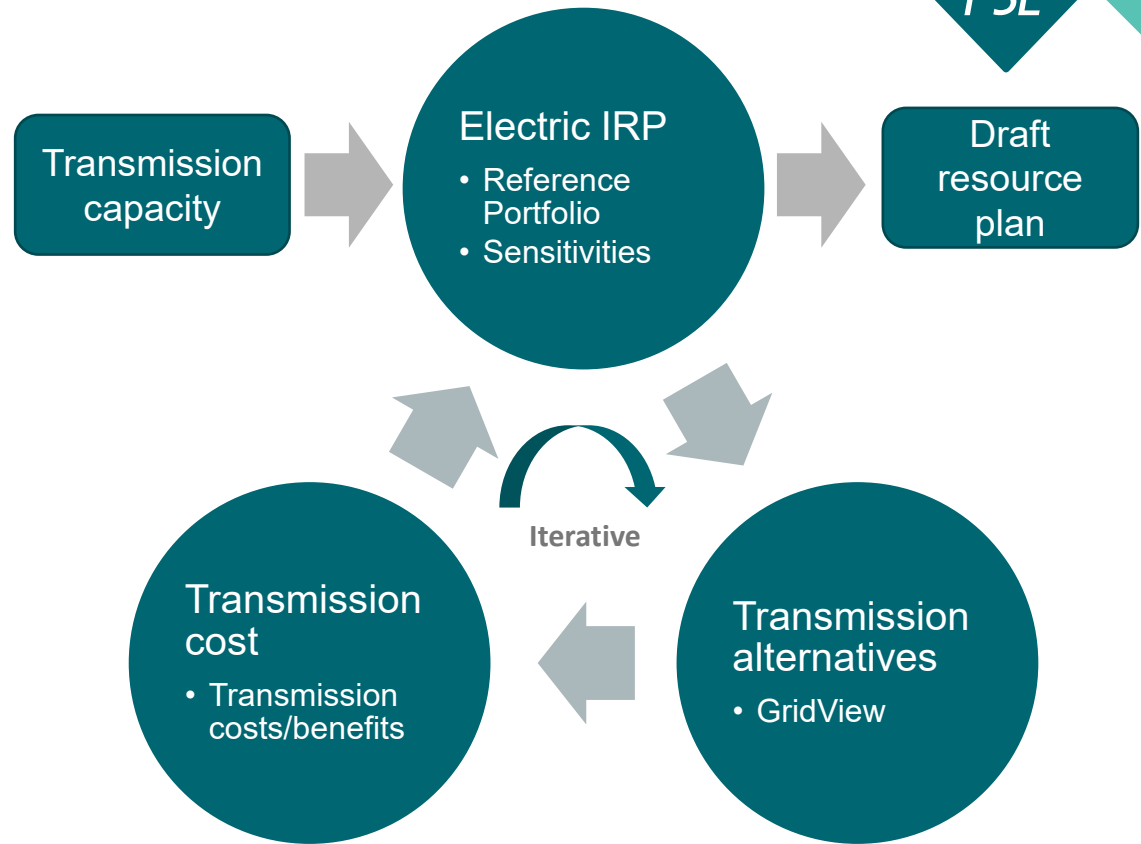 PSE
Transmission
capacity
Electric IRP
• Reference
Portfolio
• Sensitivities
Draft
resource
plan
Iterative
Transmission
cost
• Transmission
costs/benefits
Transmission
alternatives
• GridView